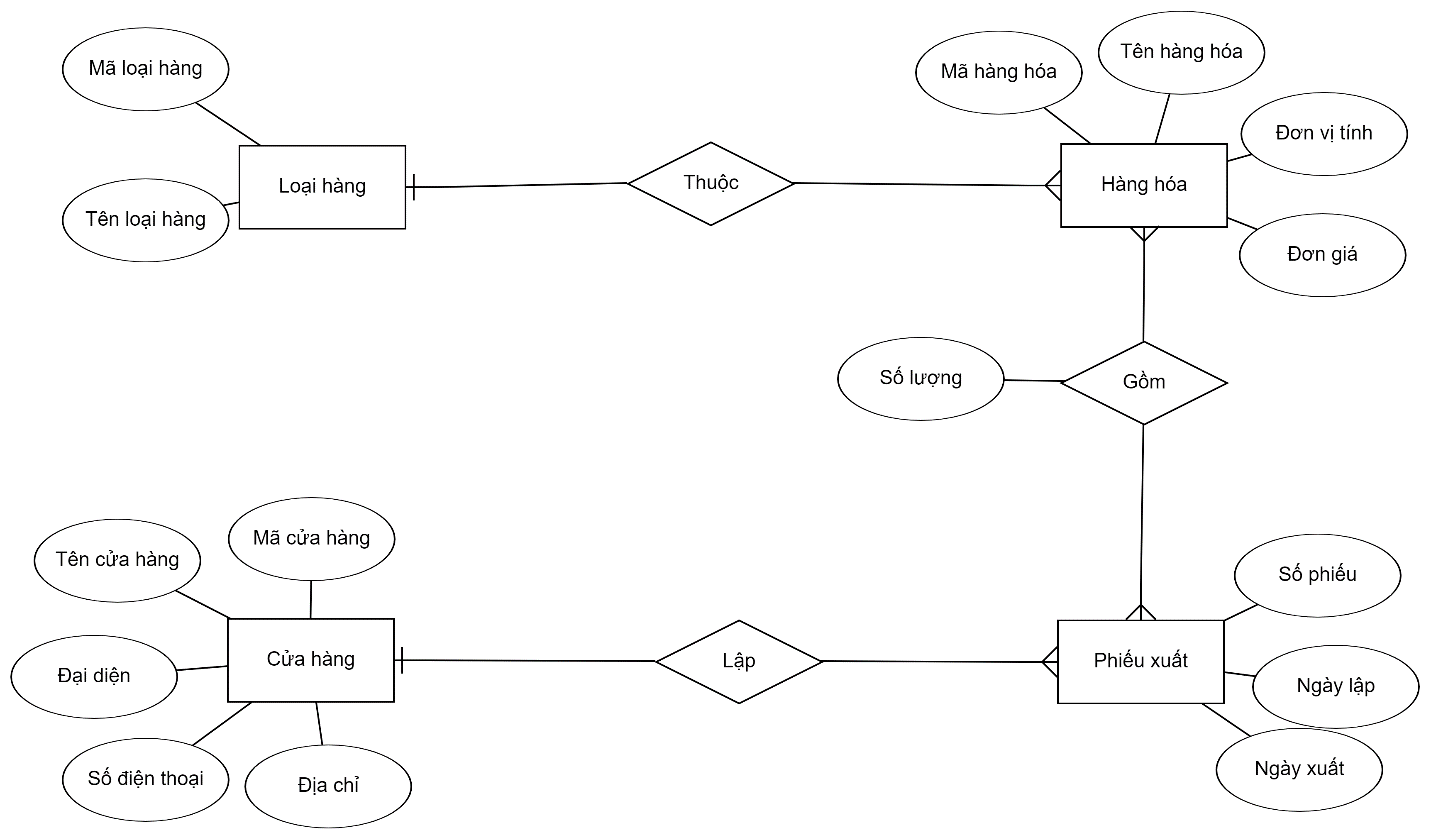 Tên hàng hóa
Mã loại hàng
Mã hàng hóa
Đơn vị tính
Loại hàng
Thuộc
Hàng hóa
Tên loại hàng
Đơn giá
Số lượng
Gồm
Mã cửa hàng
Tên cửa hàng
Số phiếu
Cửa hàng
Lập
Phiếu xuất
Đại diện
Ngày lập
Số điện thoại
Địa chỉ
Ngày xuất